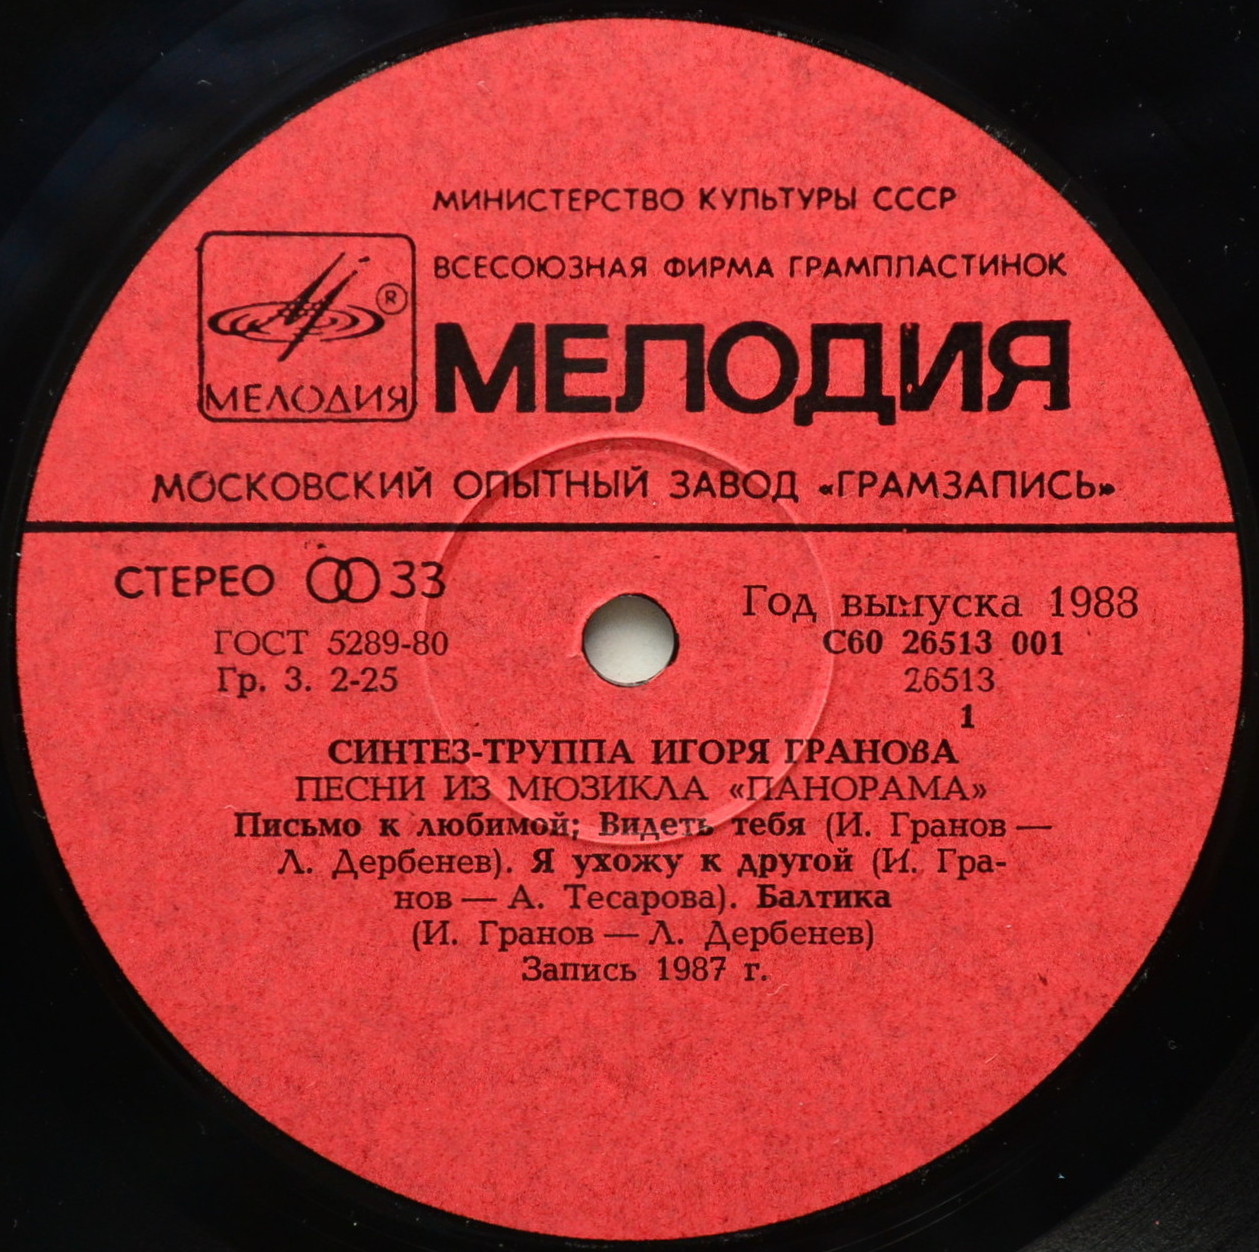 МИНИСТЕРСТВО КУЛЬТУРЫ СССР
ВСЕСОЮЗНАЯ ФИРМА ГРАМПЛАСТИНОК
®
МЕЛОДИЯ
МЕЛОДИЯ
МОСКОВСКИЙ ОПЫТНЫЙ ЗАВОД «ГРАМЗАПИСЬ»
СТЕРЕО 33
Год выпуска 1988
ГОСТ 5289-80
С60 26513 001
Гр. 3. 2-25
26513
1
СИНТЕЗ-ТРУППА ИГОРЯ ГРАНОВА
ПЕСНИ ИЗ МЮЗИКЛА «ПАНОРАМА»
Письмо к любимой; Видеть тебя (И. Гранов —
Л. Дербенев). Я ухожу к другой (И. Гра-
нов — А. Тесарова). Балтика
(И. Гранов — Л. Дербенев)
Запись 1987 г.